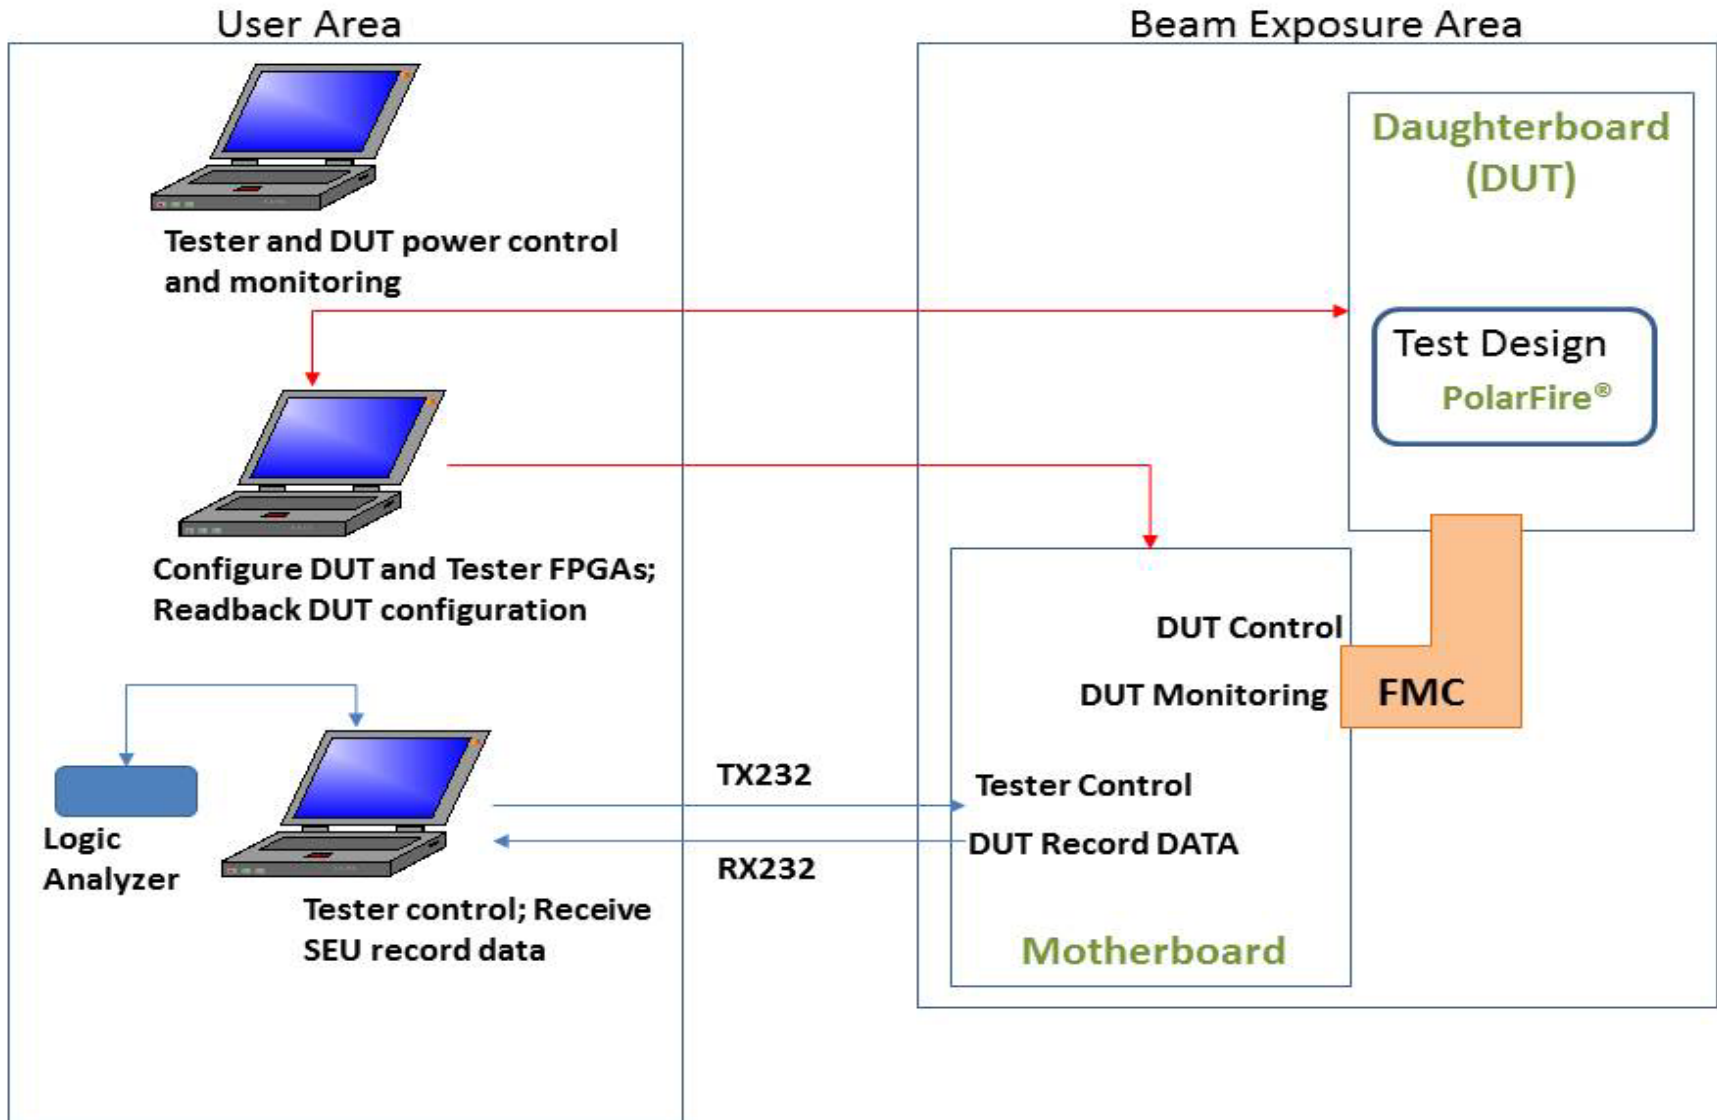 User Area
Tester and DUT power control
and monitoring
Configure DUT and Tester FPGAs;
Readback DUT configuration
Logic
Analyzer
Tester control; Receive
SEU record data
TX232
RX232
Beam Exposure Area
Daughterboard
(DUT)
Test Design
PolarFire®
DUT Control
DUT Monitoring
FMC
Tester Control
DUT Record DATA
Motherboard